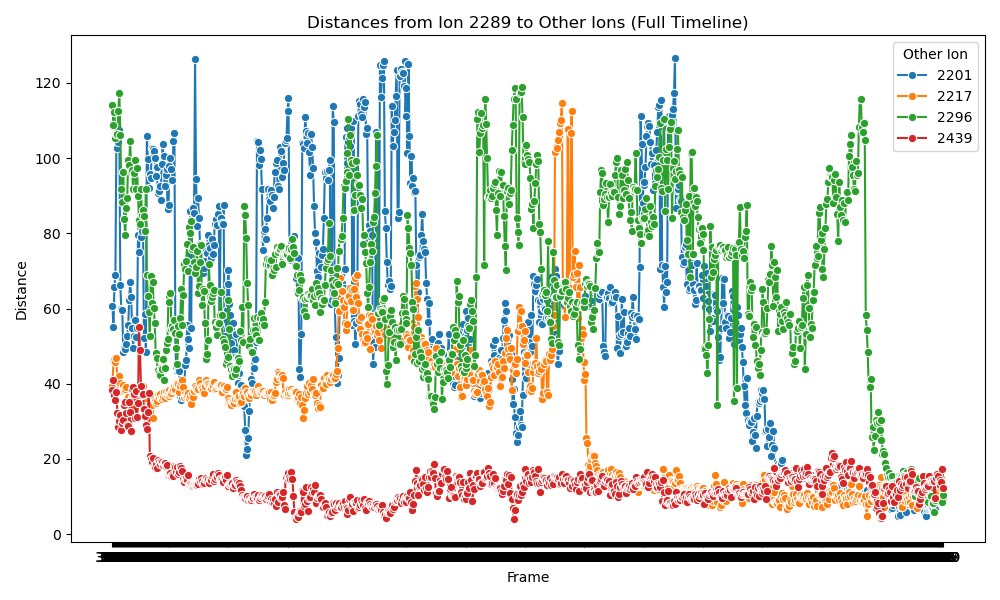 Distances from Ion 2289 to Other Ions (Full Timeline)
Other Ion
2201
2217
2296
2439
120
100
80
60
40
20
0
Distance
Frame